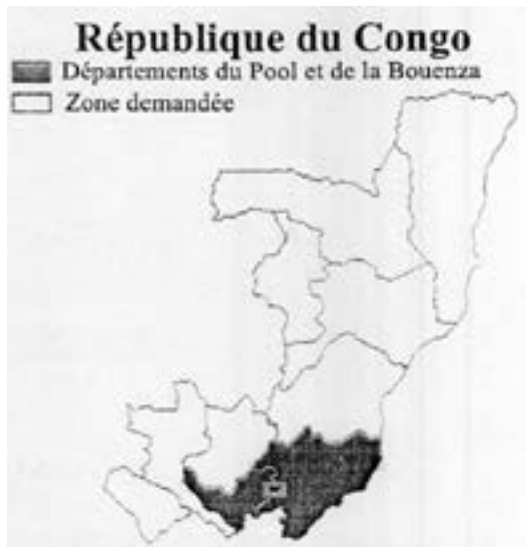 République du Congo
Départements du Pool et de la Bouenza
Zone demandée